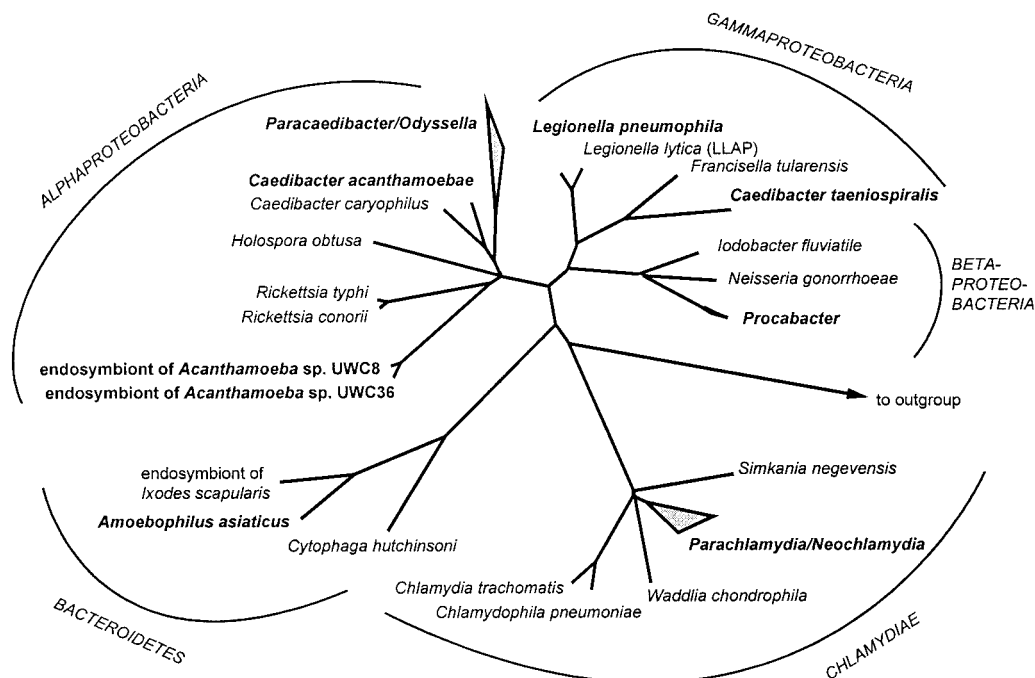 GAMMAPROTEOBACTERIA
ALPHAPROTEOBACTERIA
Paracaedibacter/Odyssella
Legionella pneumophila
Legionella lytica (LLAP)
Francisella tularensis
Caedibacter acanthamoebae
Caedibacter caryophilus
Caedibacter taeniospiralis
Holospora obtusa
Iodobacter fluviatile
Neisseria gonorrhoeae
BETA-
PROTEO-
BACTERIA
Rickettsia typhi
Rickettsia conorii
Procabacter
endosymbiont of Acanthamoeba sp. UWC8
endosymbiont of Acanthamoeba sp. UWC36
to outgroup
endosymbiont of
Ixodes scapularis
Simkania negevensis
Amoebophilus asiaticus
Cytophaga hutchinsoni
Parachlamydia/Neochlamydia
Chlamydia trachomatis
Waddlia chondrophila
Chlamydophila pneumoniae
BACTEROIDETES
CHLAMYDIAE